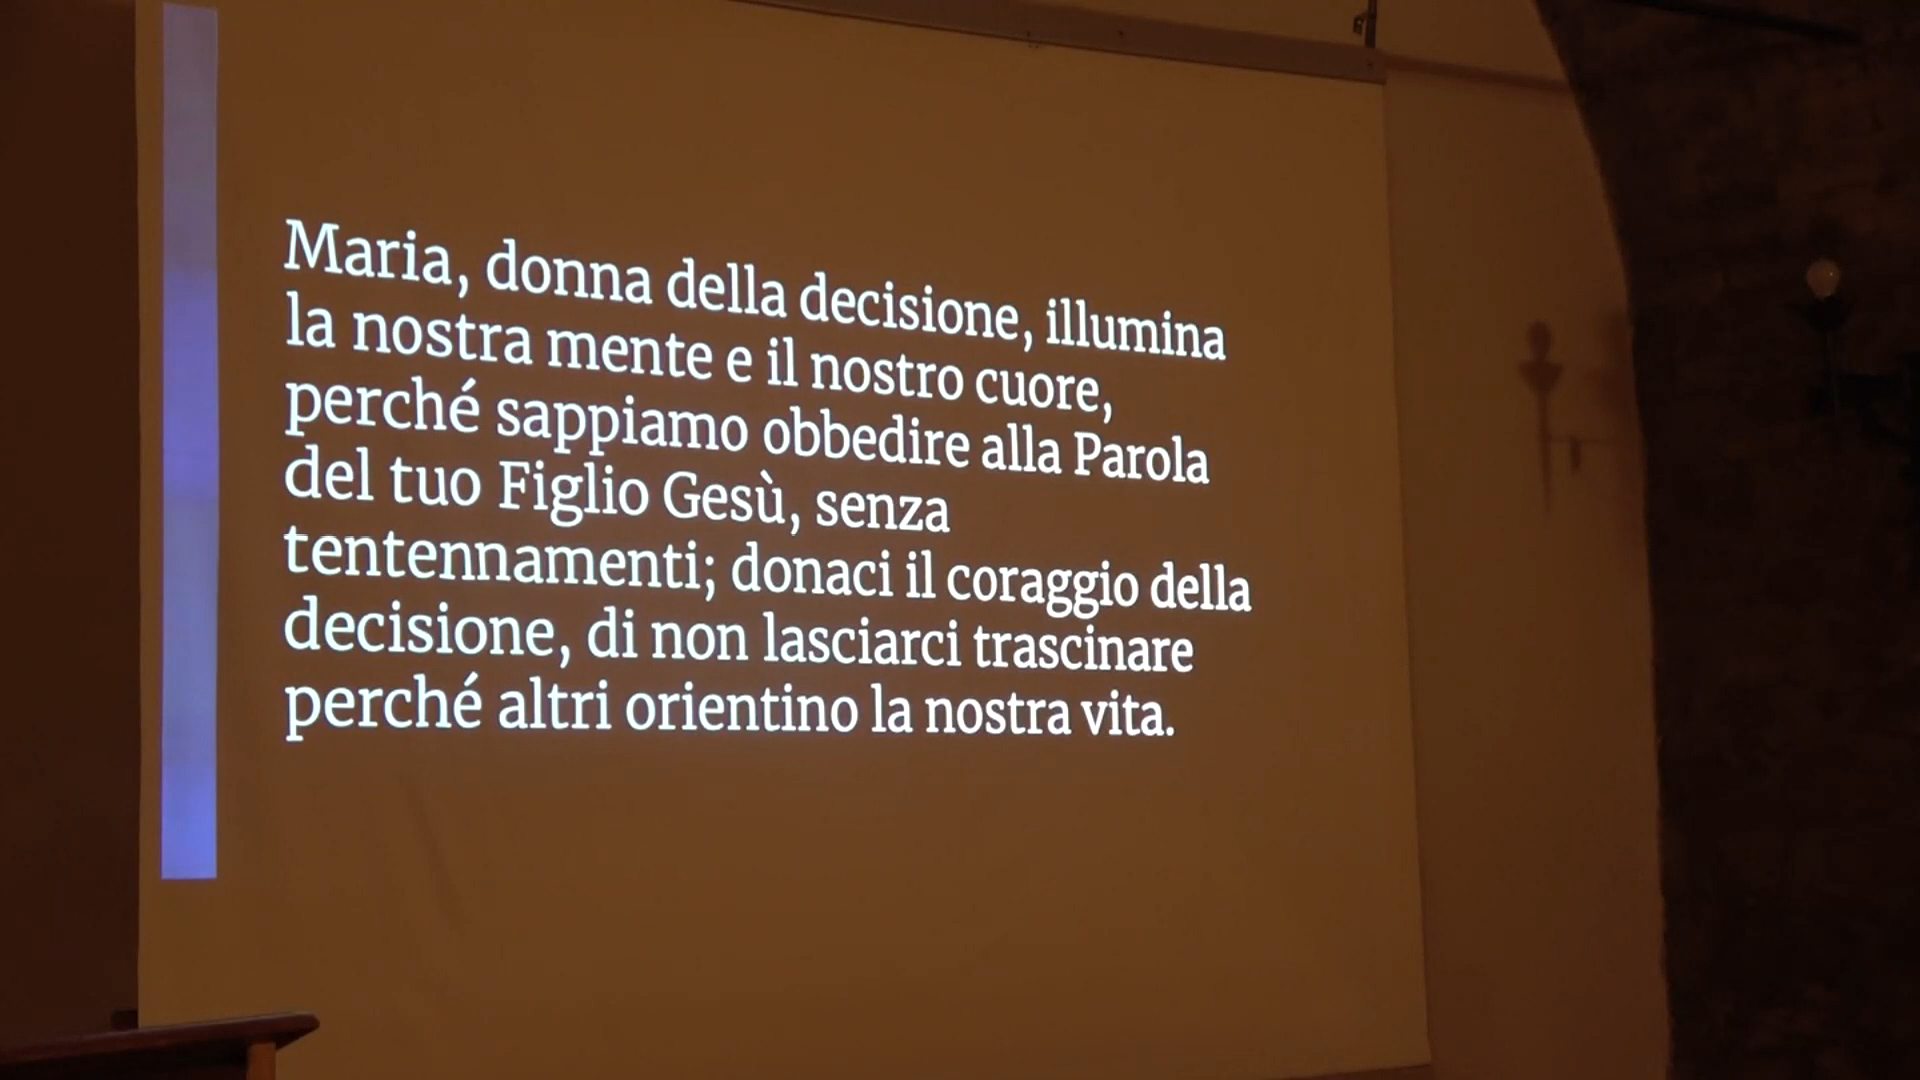 Maria, donna della decisione, illumina
la nostra mente e il nostro cuore,
perché sappiamo obbedire alla Parola
del tuo Figlio Gesù, senza
tentennamenti; donaci il coraggio della
decisione, di non lasciarci trascinare
perché altri orientino la nostra vita.